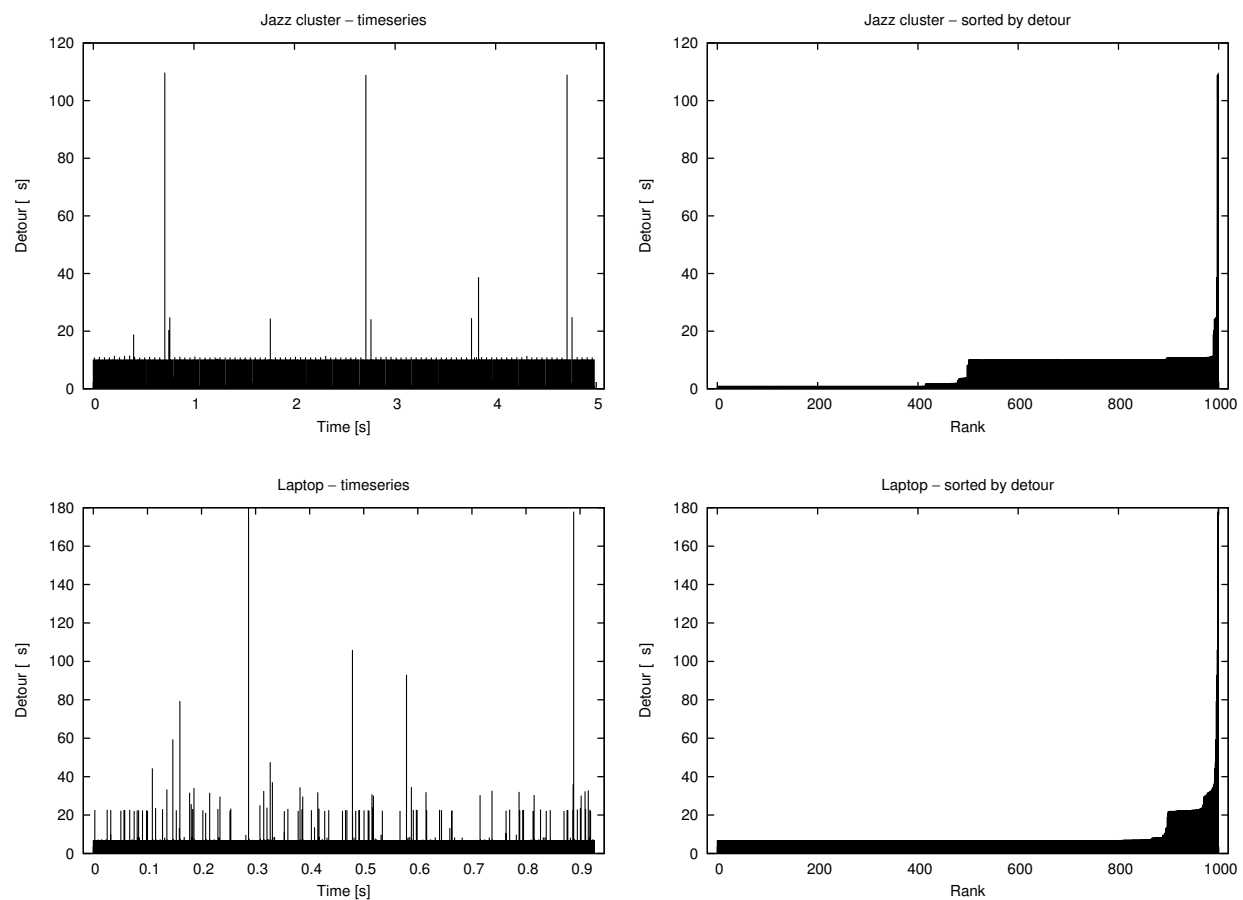 Jazz cluster – timeseries
120
100
80
60
40
20
0
Detour [ s]
0 1 2 3 4 5
Time [s]
Jazz cluster – sorted by detour
120
100
80
60
40
20
0
Detour [ s]
0 200 400 600 800 1000
Rank
Laptop – timeseries
180
160
140
120
100
80
60
40
20
0
Detour [ s]
0 0.1 0.2 0.3 0.4 0.5 0.6 0.7 0.8 0.9
Time [s]
Laptop – sorted by detour
180
160
140
120
100
80
60
40
20
0
Detour [ s]
0 200 400 600 800 1000
Rank